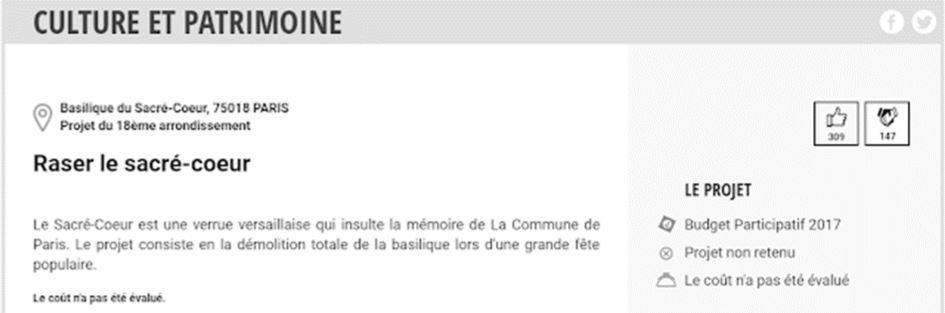 CULTURE ET PATRIMOINE
Basilique du Sacré-Coeur, 75018 PARIS
Projet du 18ème arrondissement
Raser le sacré-coeur
Le Sacré-Coeur est une verrue versaillaise qui insulte la mémoire de La Commune de
Paris. Le projet consiste en la démolition totale de la basilique lors d'une grande fête
populaire.
Le coût n'a pas été évalué.
309 147
LE PROJET
Budget Participatif 2017
Projet non retenu
Le coût n'a pas été évalué